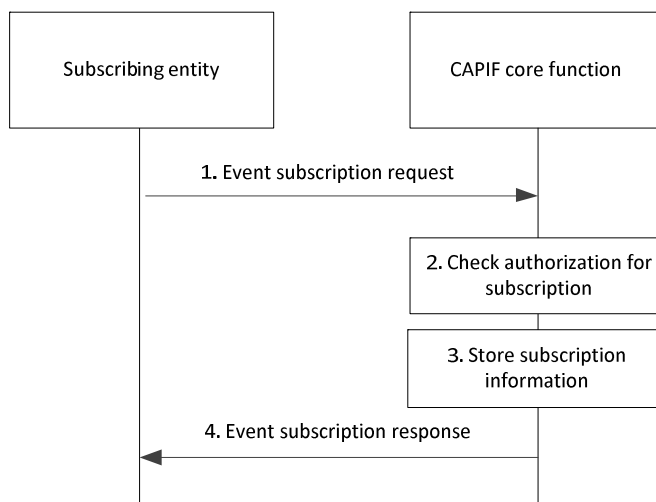 Subscribing entity
CAPIF core function
1. Event subscription request
2. Check authorization for
subscription
3. Store subscription
information
4. Event subscription response